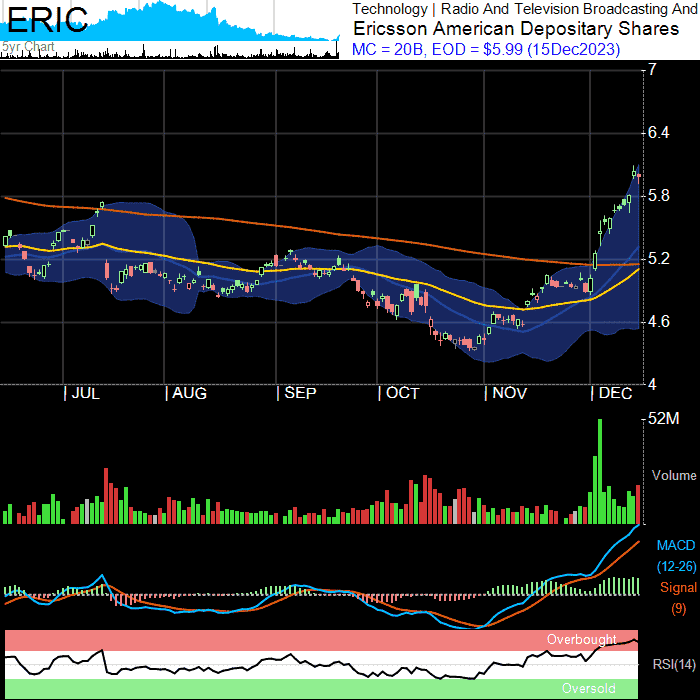 ERIC
5yr Chart
Technology | Radio And Television Broadcasting And
Ericsson American Depositary Shares
MC = 20B, EOD = $5.99 (15Dec2023)
7
6.4
5.8
5.2
4.6
4
| JUL | AUG | SEP | OCT | NOV | DEC
52M
Volume
MACD
(12-26)
Signal
(9)
Overbought
RSI(14)
Oversold